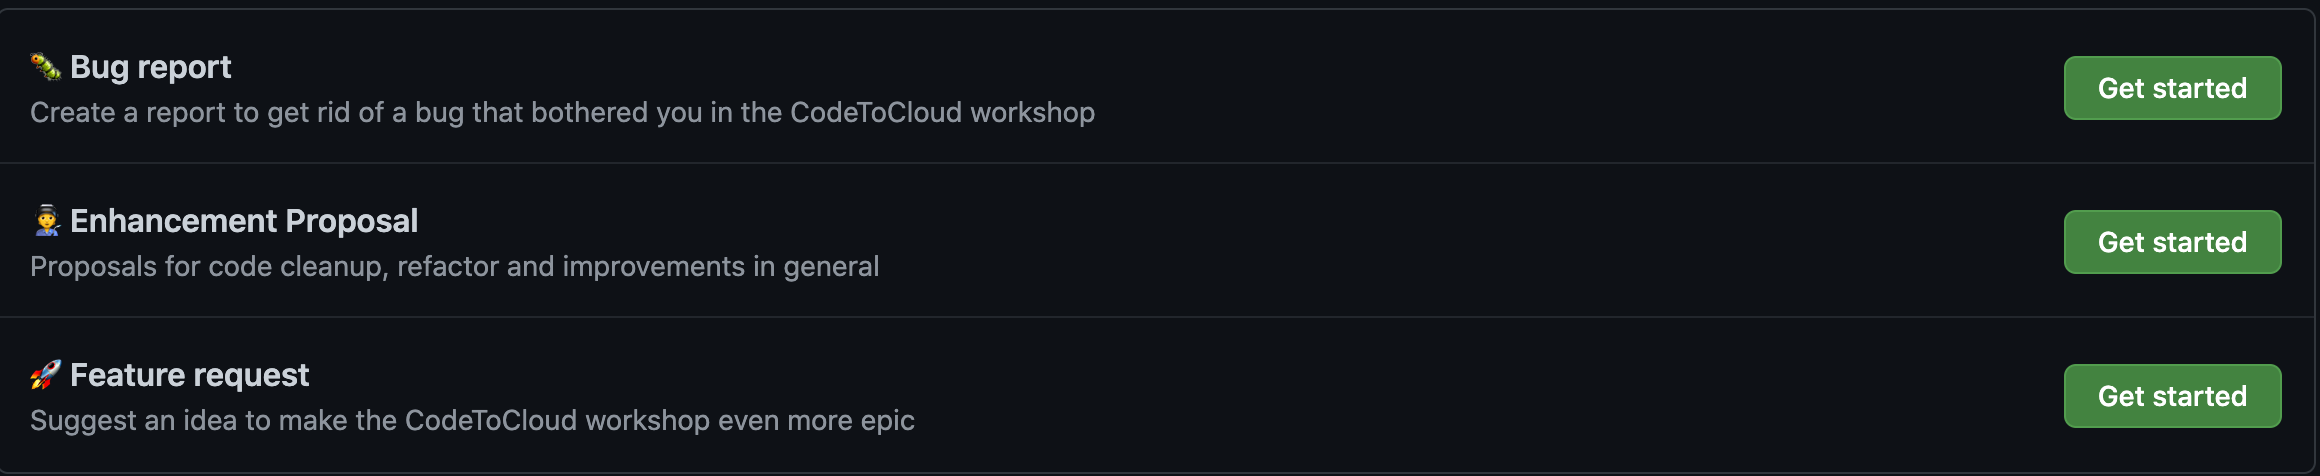 🐛 Bug report
Create a report to get rid of a bug that bothered you in the CodeToCloud workshop
Get started
👮 Enhancement Proposal
Proposals for code cleanup, refactor and improvements in general
Get started
🚀 Feature request
Suggest an idea to make the CodeToCloud workshop even more epic
Get started